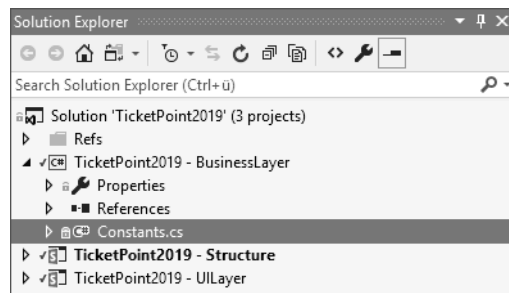 Solution Explorer
Search Solution Explorer (Ctrl+ü)
Solution 'TicketPoint2019' (3 projects)
Refs
C# TicketPoint2019 - BusinessLayer
Properties
References
C# Constants.cs
TicketPoint2019 - Structure
TicketPoint2019 - UILayer